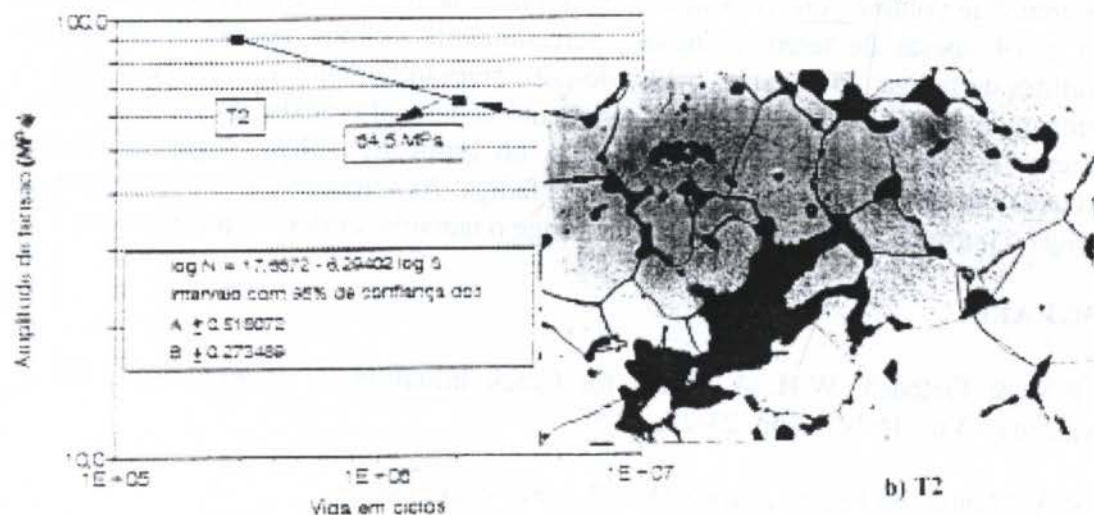 100.0
T2
64.5 MPa
Amplitude de tensão (MPa)
log N = 17.6672 - 6.29402 log S
Intervalo com 95% de confiança dos
A ± 0.518073
B ± 0.273489
10.0
1E+05
1E+06
1E+07
Vida em ciclos
b) T2